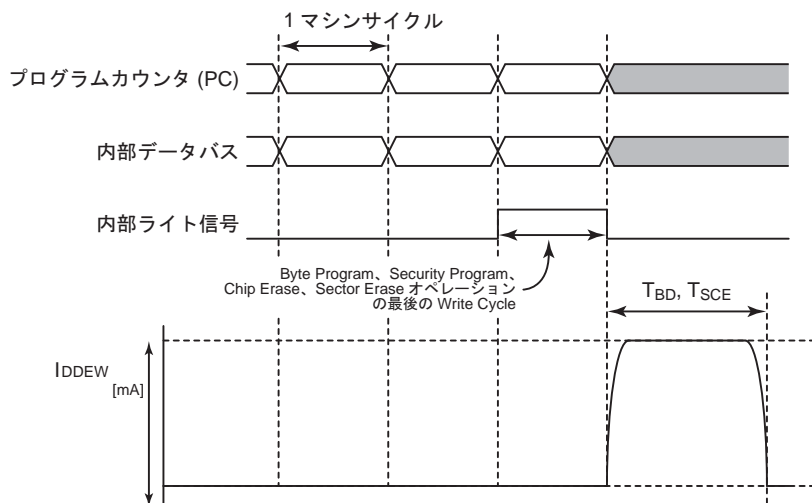 1 マシンサイクル
プログラムカウンタ (PC)
内部データバス
内部ライト信号
Byte Program、Security Program、
Chip Erase、Sector Erase オペレーション
の最後の Write Cycle
TBD, TSCE
IDDEW
[mA]